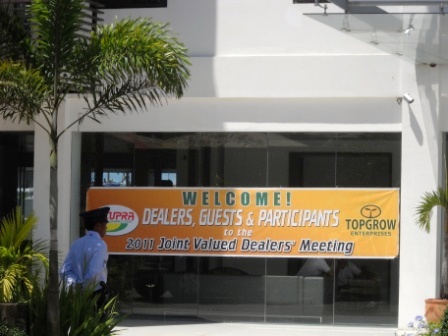 WELCOME!
DEALERS, GUESTS & PARTICIPANTS
to the
2011 Joint Valued Dealers' Meeting
TOPGROW
ENTERPRISES